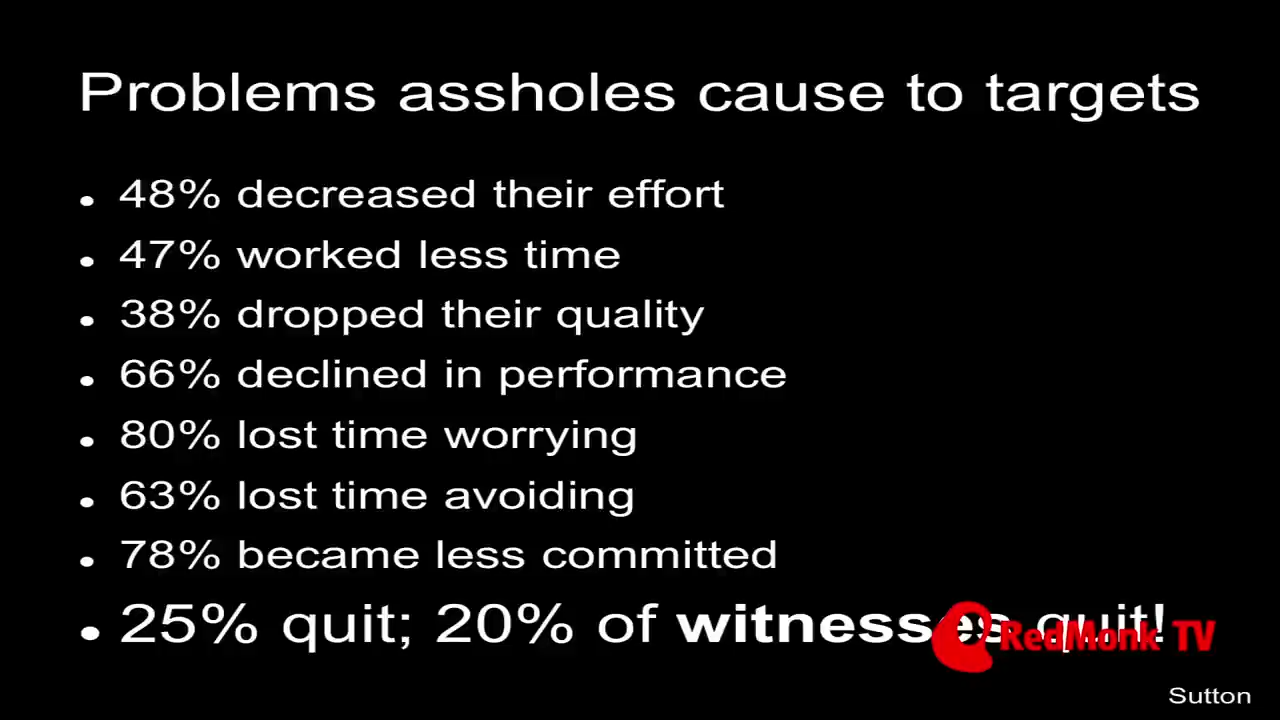 Problems assholes cause to targets
• 48% decreased their effort
• 47% worked less time
• 38% dropped their quality
• 66% declined in performance
• 80% lost time worrying
• 63% lost time avoiding
• 78% became less committed
• 25% quit; 20% of witnesses quit!
RedMonk TV
Sutton